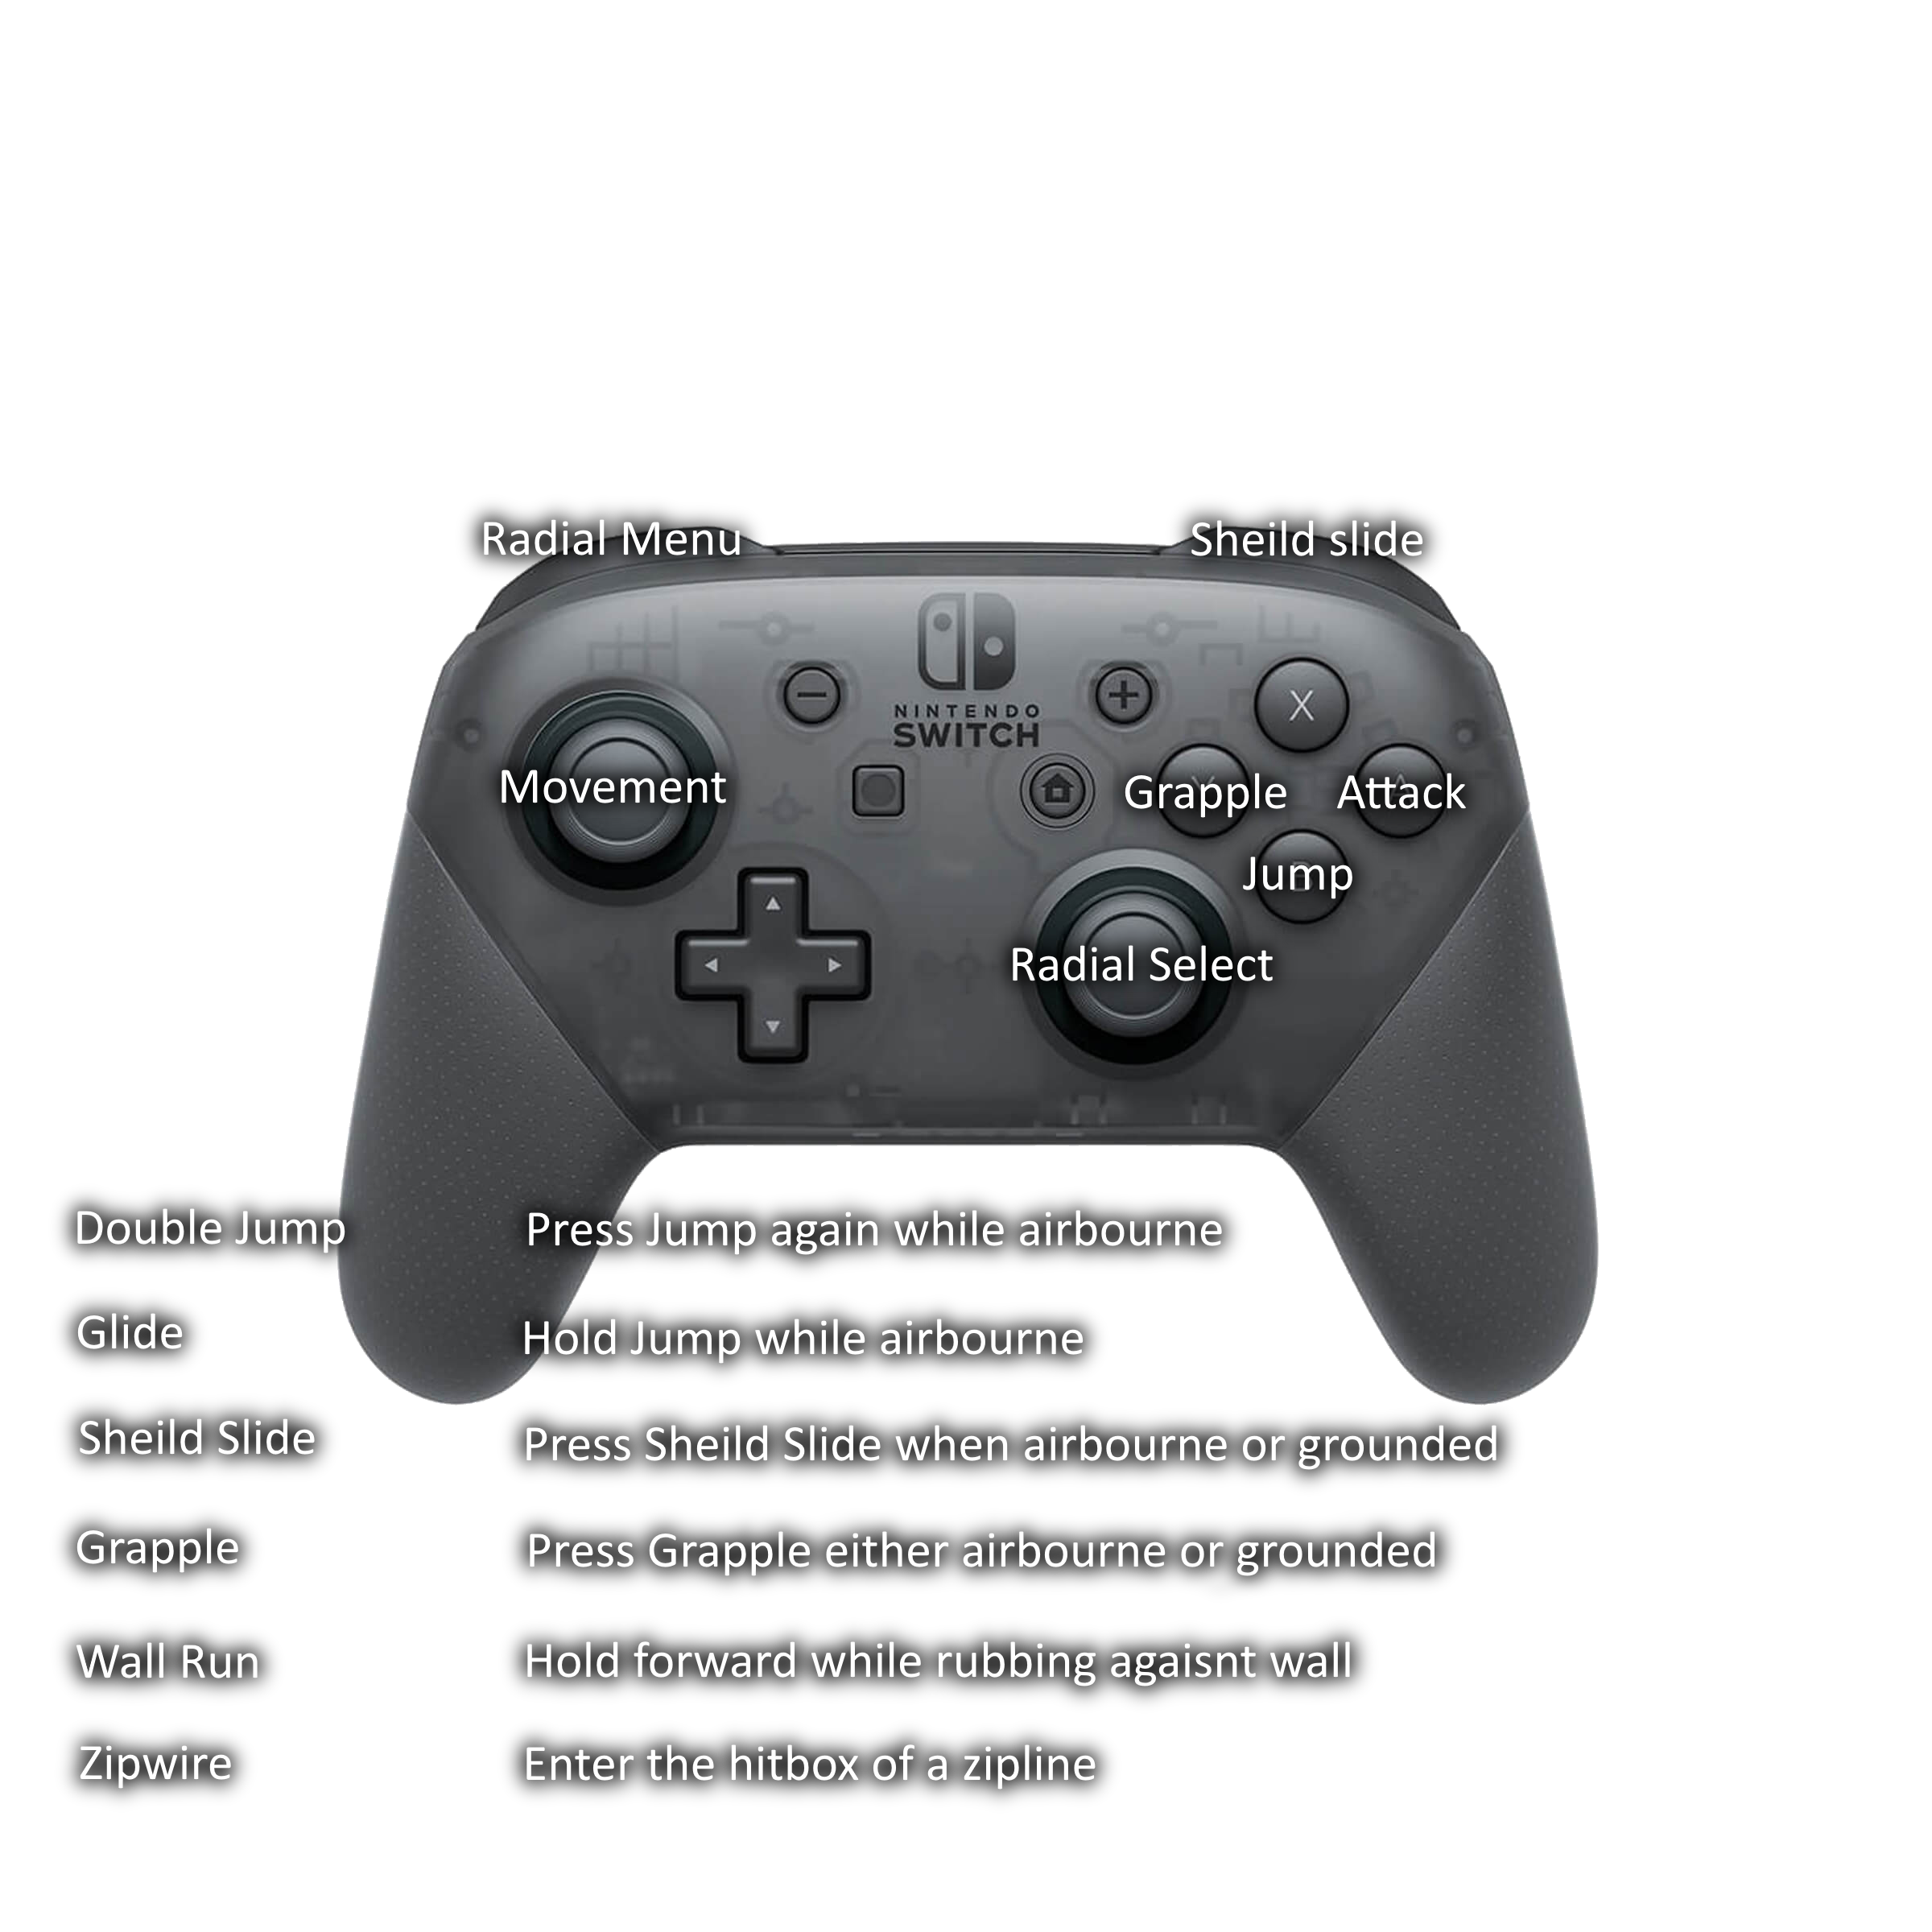 Radial Menu
Sheild slide
NINTENDO
SWITCH
X
Movement
Grapple
Attack
Jump
Radial Select
Double Jump
Press Jump again while airbourne
Glide
Hold Jump while airbourne
Sheild Slide
Press Sheild Slide when airbourne or grounded
Grapple
Press Grapple either airbourne or grounded
Wall Run
Hold forward while rubbing agaisnt wall
Zipwire
Enter the hitbox of a zipline